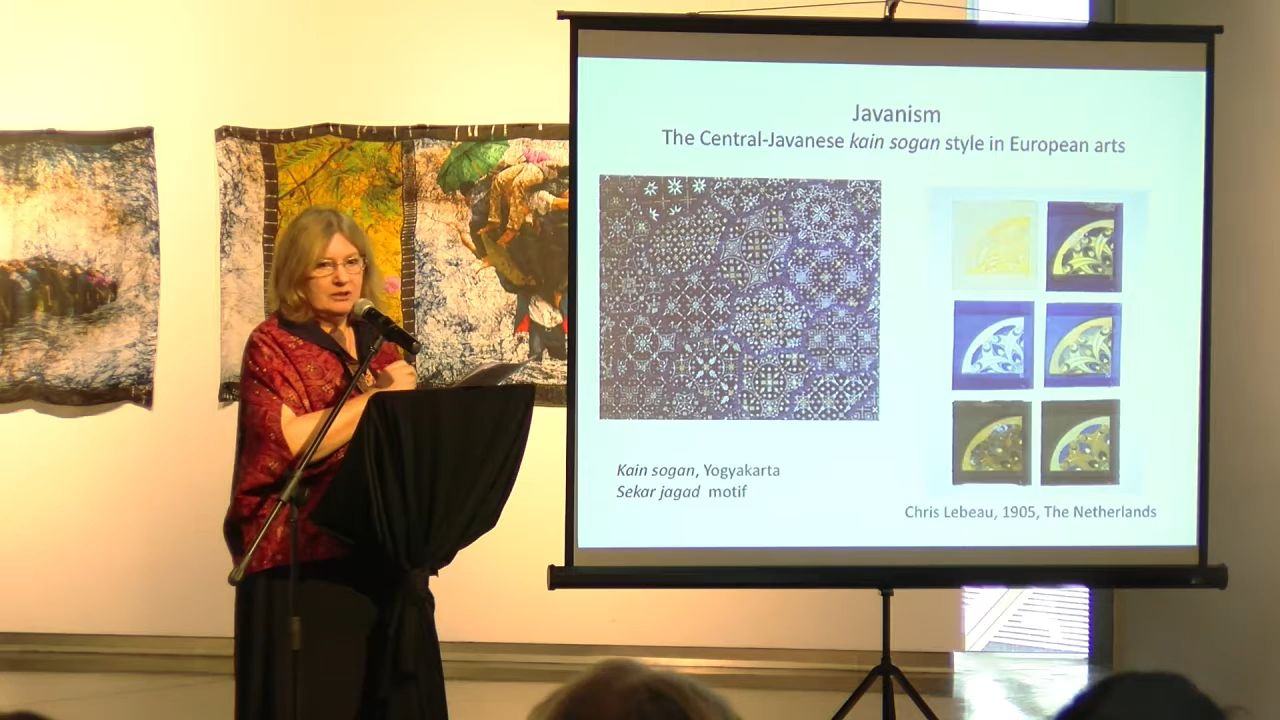 Javanism
The Central-Javanese kain sogan style in European arts
Kain sogan, Yogyakarta
Sekar jagad motif
Chris Lebeau, 1905, The Netherlands